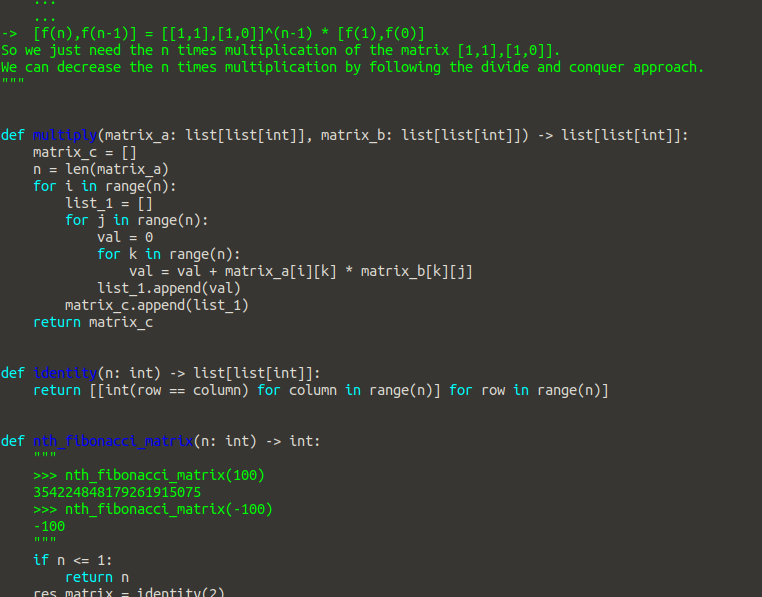 ...
...
->  [f(n),f(n-1)] = [[1,1],[1,0]]^(n-1) * [f(1),f(0)]
So we just need the n times multiplication of the matrix [1,1],[1,0]].
We can decrease the n times multiplication by following the divide and conquer approach.
"""
def multiply(matrix_a: list[list[int]], matrix_b: list[list[int]]) -> list[list[int]]:
    matrix_c = []
    n = len(matrix_a)
    for i in range(n):
        list_1 = []
        for j in range(n):
            val = 0
            for k in range(n):
                val = val + matrix_a[i][k] * matrix_b[k][j]
            list_1.append(val)
        matrix_c.append(list_1)
    return matrix_c
def identity(n: int) -> list[list[int]]:
    return [[int(row == column) for column in range(n)] for row in range(n)]
def nth_fibonacci_matrix(n: int) -> int:
    """
    >>> nth_fibonacci_matrix(100)
    354224848179261915075
    >>> nth_fibonacci_matrix(-100)
    -100
    """
    if n <= 1:
        return n
    res_matrix = identity(2)